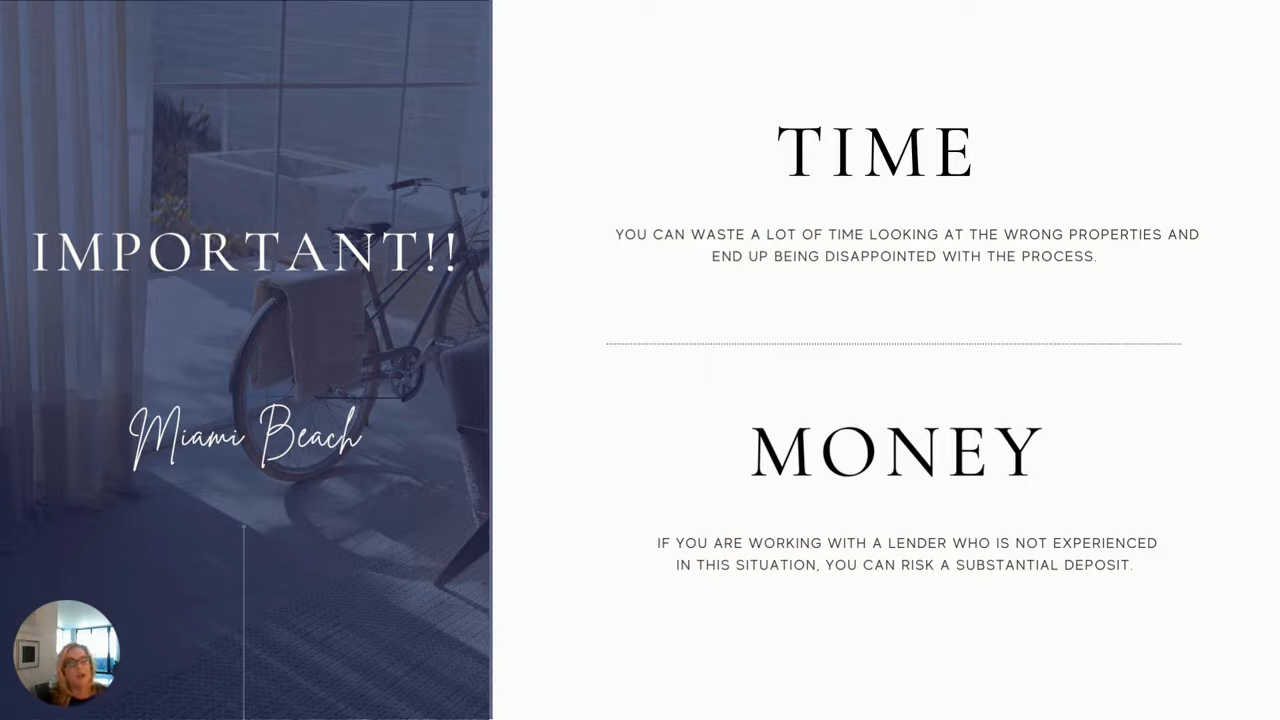 IMPORTANT!!
Miami Beach
TIME
YOU CAN WASTE A LOT OF TIME LOOKING AT THE WRONG PROPERTIES AND
END UP BEING DISAPPOINTED WITH THE PROCESS.
MONEY
IF YOU ARE WORKING WITH A LENDER WHO IS NOT EXPERIENCED
IN THIS SITUATION, YOU CAN RISK A SUBSTANTIAL DEPOSIT.